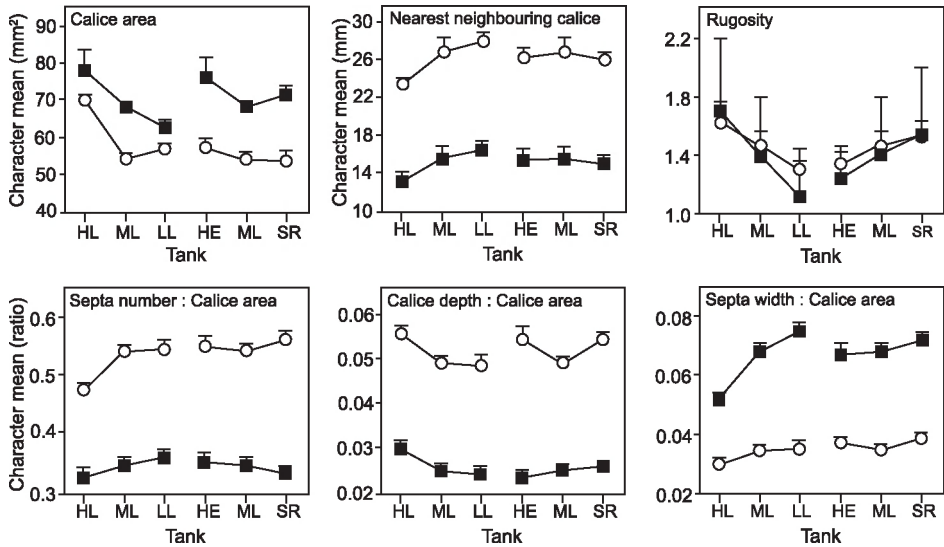 Character mean (mm²)
Calice area
90
80
70
60
50
40
HL ML LL HE ML SR
Tank
Character mean (mm)
Nearest neighbouring calice
30
26
22
18
14
10
HL ML LL HE ML SR
Tank
Rugosity
2.2
1.8
1.4
1.0
HL ML LL HE ML SR
Tank
Character mean (ratio)
Septa number : Calice area
0.6
0.5
0.4
0.3
HL ML LL HE ML SR
Tank
Calice depth : Calice area
0.06
0.05
0.03
0.02
HL ML LL HE ML SR
Tank
Septa width : Calice area
0.08
0.06
0.04
0.02
HL ML LL HE ML SR
Tank